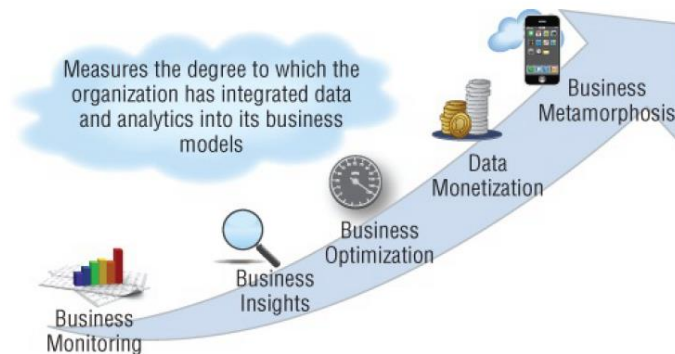 Measures the degree to which the
organization has integrated data
and analytics into its business
models
Business
Monitoring
Business
Insights
Business
Optimization
Data
Monetization
Business
Metamorphosis